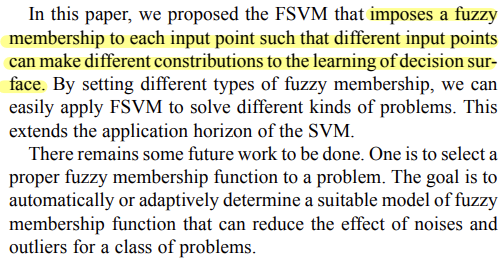 In this paper, we proposed the FSVM that imposes a fuzzy
membership to each input point such that different input points
can make different constributions to the learning of decision sur-
face. By setting different types of fuzzy membership, we can
easily apply FSVM to solve different kinds of problems. This
extends the application horizon of the SVM.
There remains some future work to be done. One is to select a
proper fuzzy membership function to a problem. The goal is to
automatically or adaptively determine a suitable model of fuzzy
membership function that can reduce the effect of noises and
outliers for a class of problems.